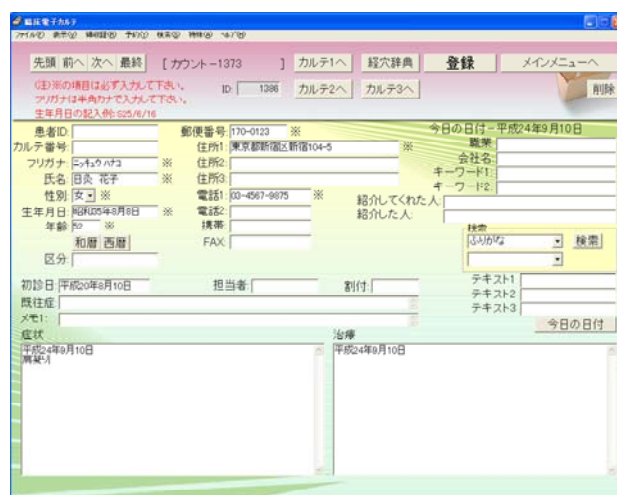 臨床電子カルテ
先頭 前へ 次へ 最終 [ カウント-1373 ] カルテ1へ 経穴辞典 登録 メインメニューへ
(注)※の項目は必ず入力して下さい。 ID: 1386 カルテ2へ カルテ3へ 削除
フリガナは半角カナで入力して下さい。
生年月日の記入例: S25/6/16
患者ID: 郵便番号: 170-0123 ※ 今日の日付-平成24年9月10日
カルテ番号: 住所1: 東京都新宿区新宿104-5 ※ 職業
フリガナ: ニッキュウ ハナコ ※ 住所2: 会社名:
氏名: 日灸 花子 ※ 住所3: キーワード1:
性別: 女 ※ 電話1: 03-4567-9875 ※ キーワード2
生年月日: 昭和35年8月8日 ※ 電話2: 紹介してくれた人:
年齢: 52 ※ 携帯: 紹介した人:
和暦 西暦 FAX: 検索
ふりがな 検索
区分:
初診日: 平成20年8月10日 担当者: 割付: テキスト1
既往症 テキスト2
メモ1: テキスト3
今日の日付
症状 治療
平成24年9月10日 平成24年9月10日
肩凝り